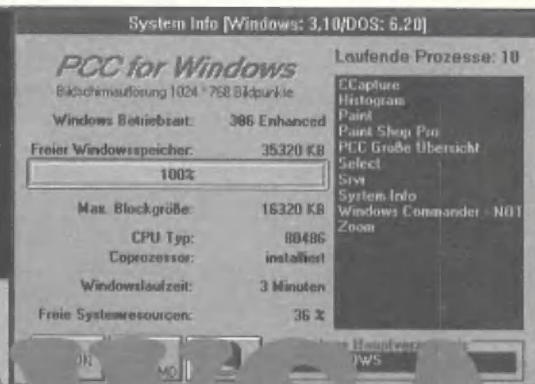 System Info [Windows: 3,10/DOS: 6.20]
PCC for Windows
Bildschirmauflösung 1024 * 768 Bildpunkte
Windows Betriebsart: 386 Enhanced
Freier Windowsspeicher: 35320 KB
100%
Max. Blockgröße: 16320 KB
CPU Typ: 80486
Coprozessor: installiert
Windowslaufzeit: 3 Minuten
Freie Systemresourcen: 36 %
Laufende Prozesse: 10
CCapture
Histogram
Paint
Paint Shop Pro
PCC Große Übersicht
Select
Srvr
System Info
Windows Commander - NOT
Zoom
Hauptverzeichnis
OWS